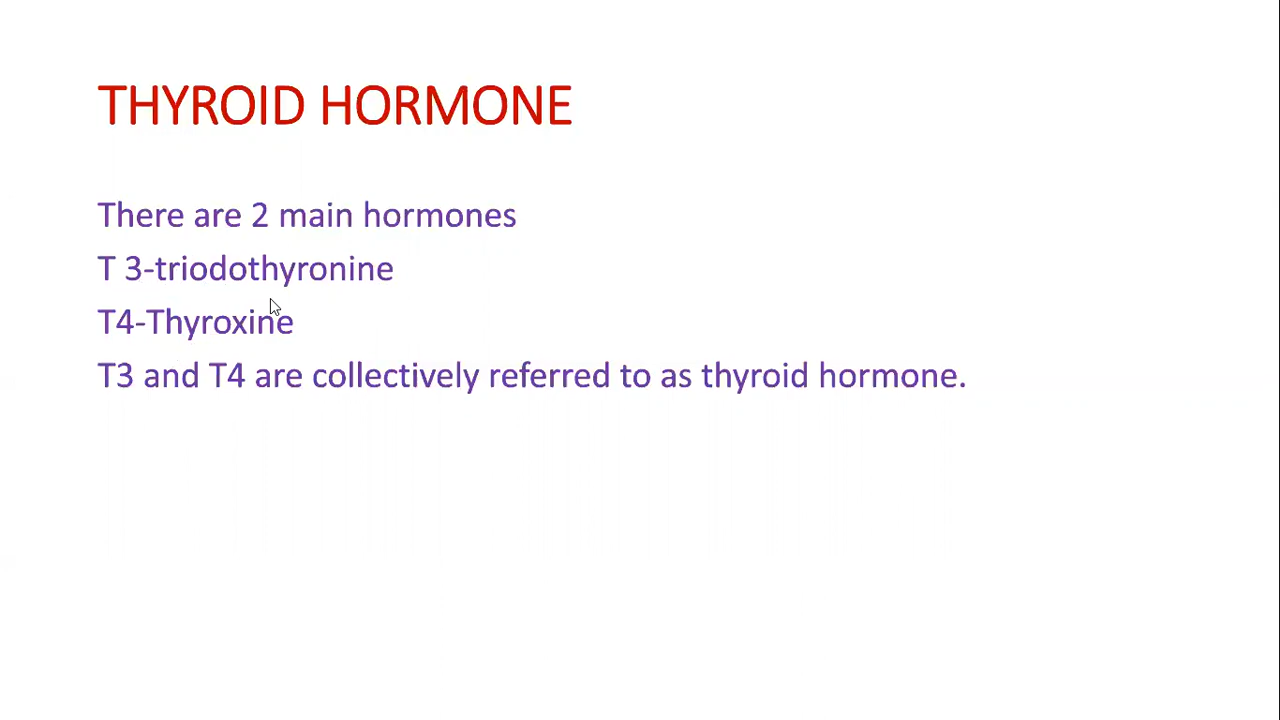 THYROID HORMONE
There are 2 main hormones
T 3-triodothyronine
T4-Thyroxine
T3 and T4 are collectively referred to as thyroid hormone.